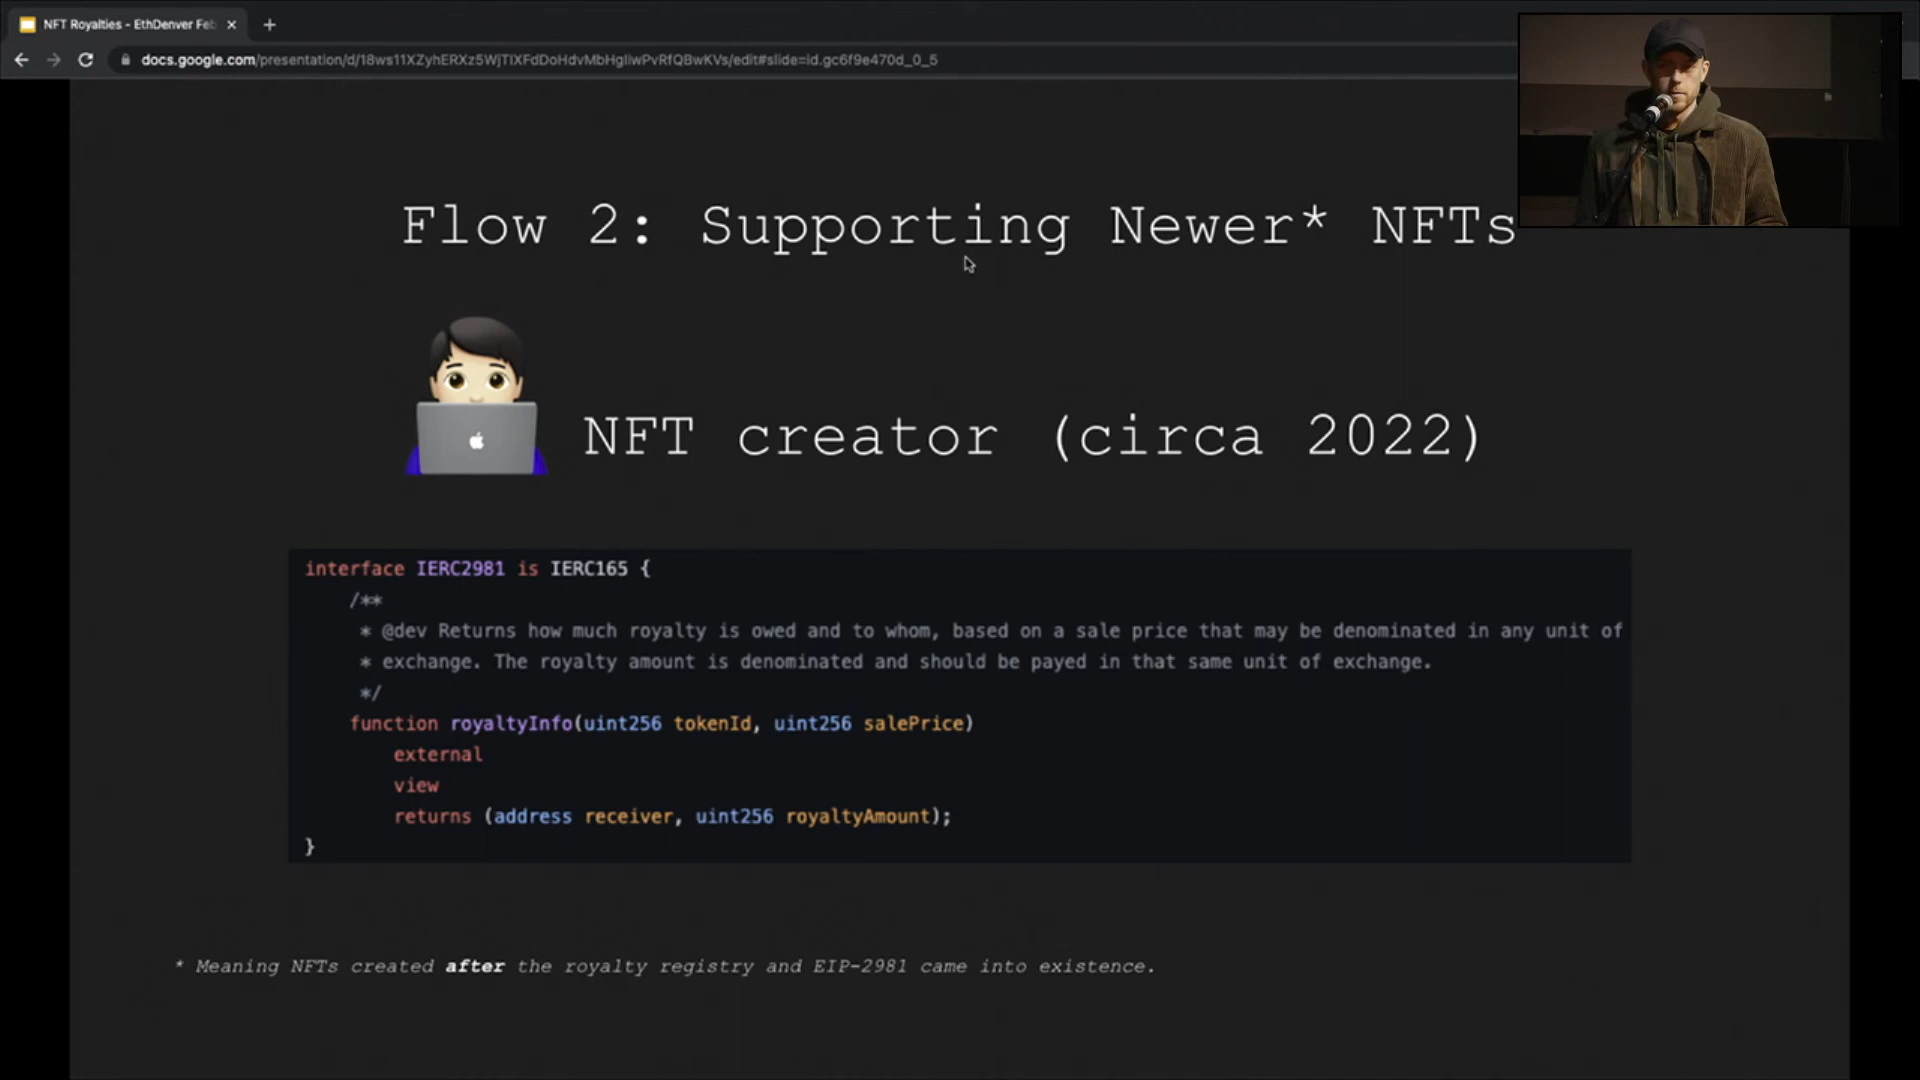 NFT Royalties - EthDenver Feb
docs.google.com/presentation/d/18ws11XZyhERXz5WjTIXFdDoHdvMbHgIlwPvRfQBwKVs/edit#slide=id.gc6f9e470d_0_5
Flow 2: Supporting Newer* NFTs
NFT creator (circa 2022)
interface IERC2981 is IERC165 {
/**
* @dev Returns how much royalty is owed and to whom, based on a sale price that may be denominated in any unit of
* exchange. The royalty amount is denominated and should be payed in that same unit of exchange.
*/
function royaltyInfo(uint256 tokenId, uint256 salePrice)
external
view
returns (address receiver, uint256 royaltyAmount);
}
* Meaning NFTs created after the royalty registry and EIP-2981 came into existence.